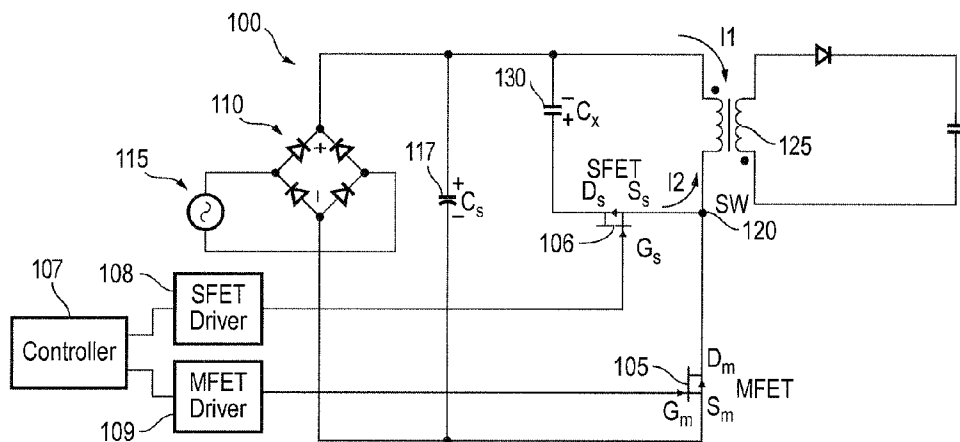 100
I1
130
− Cx
+
110
+
−
117
+
Cs
−
125
115
SFET
Ds Ss
I2
SW
120
106
Gs
107
108
SFET
Driver
Controller
MFET
Driver
109
105
Dm
MFET
Gm
Sm